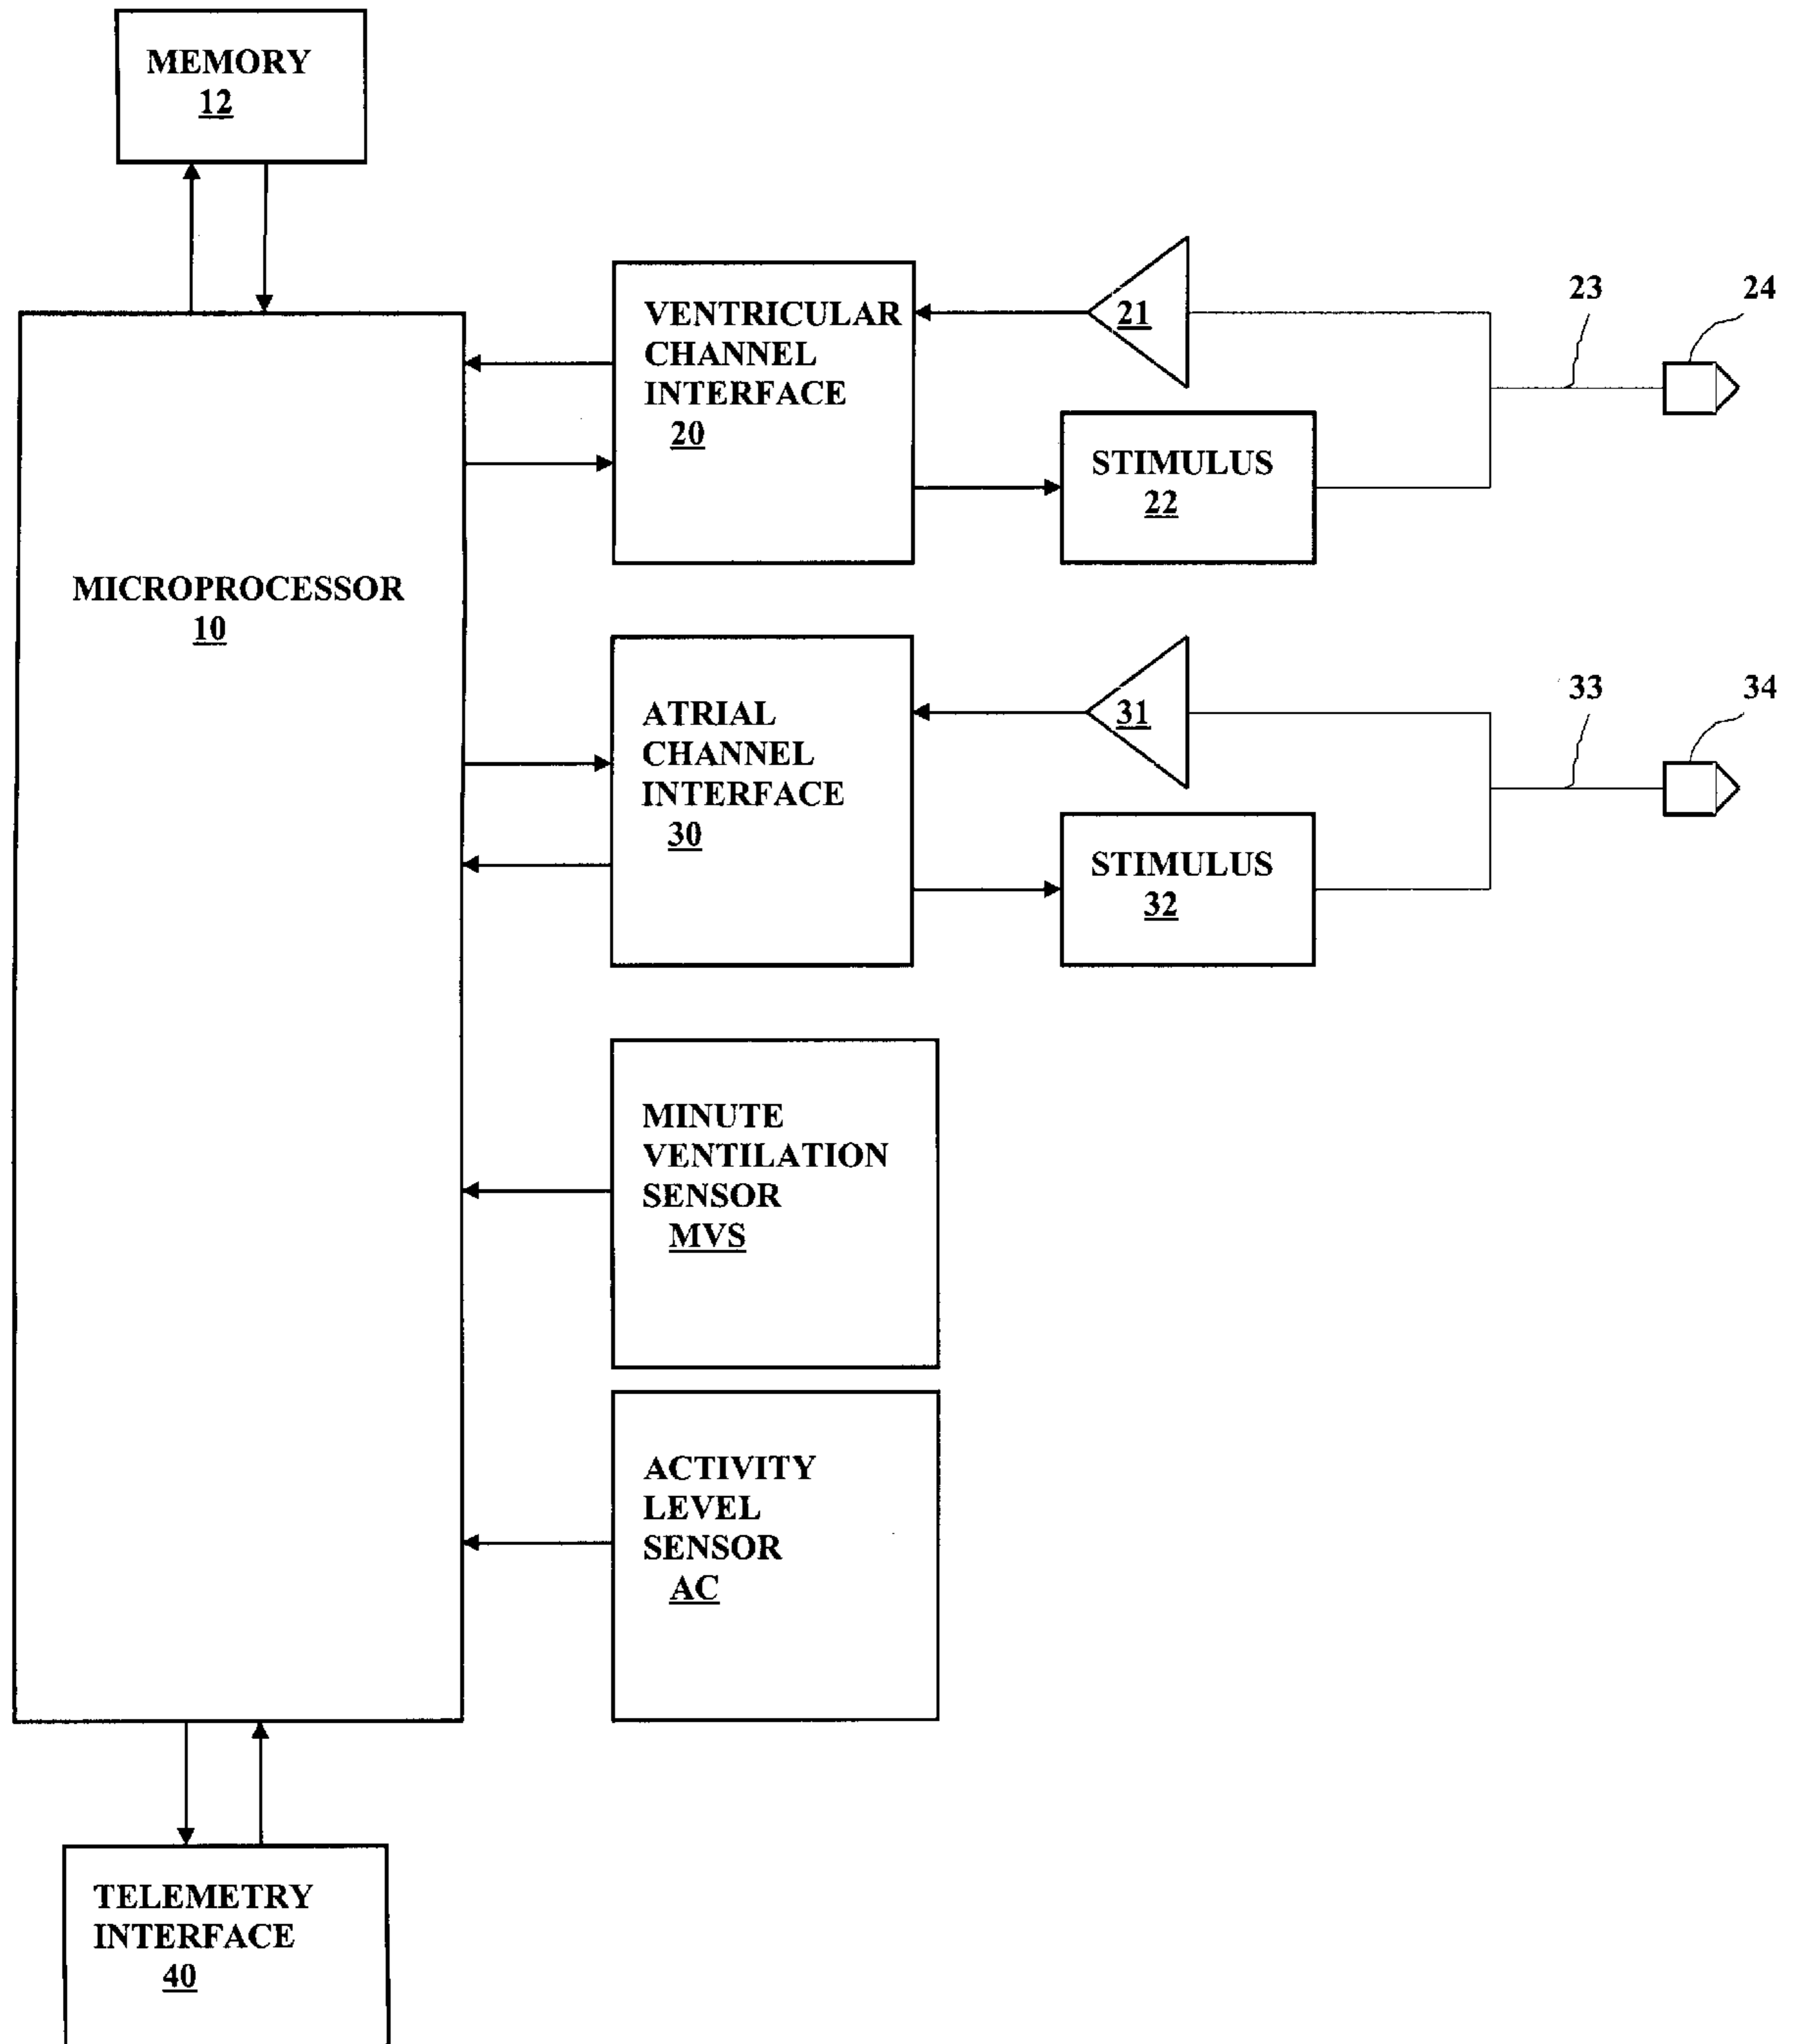 MEMORY
12
VENTRICULAR
CHANNEL
INTERFACE
20
21
23
24
STIMULUS
22
MICROPROCESSOR
10
ATRIAL
CHANNEL
INTERFACE
30
31
33
34
STIMULUS
32
MINUTE
VENTILATION
SENSOR
MVS
ACTIVITY
LEVEL
SENSOR
AC
TELEMETRY
INTERFACE
40